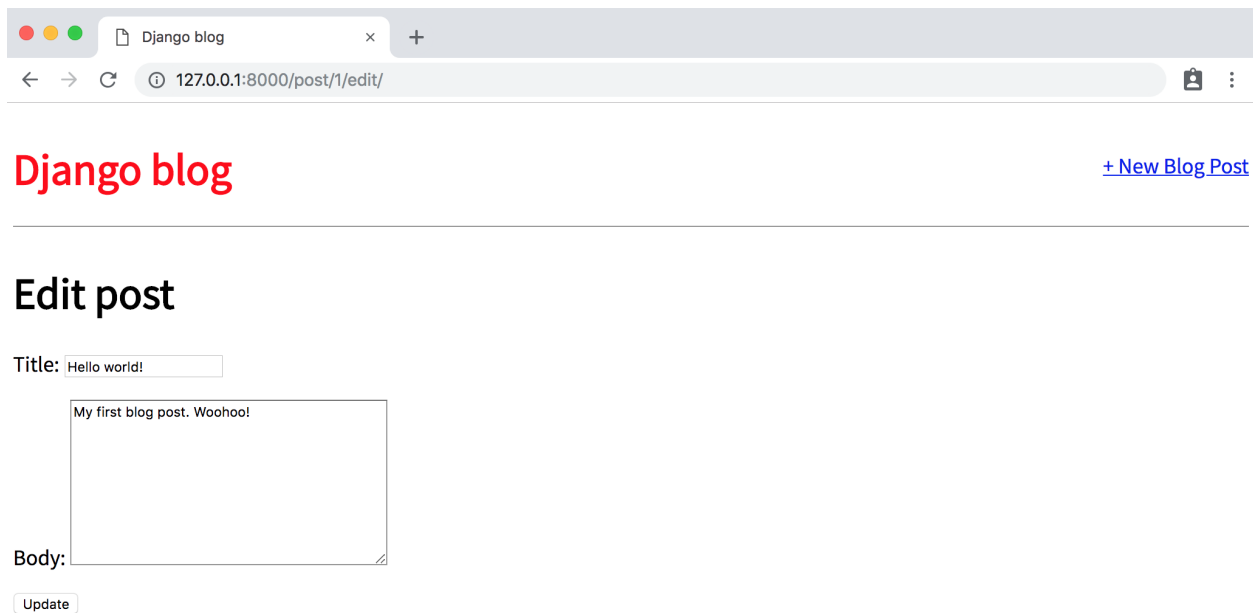 Django blog
127.0.0.1:8000/post/1/edit/
Django blog
+ New Blog Post
Edit post
Title: Hello world!
My first blog post. Woohoo!
Body:
Update